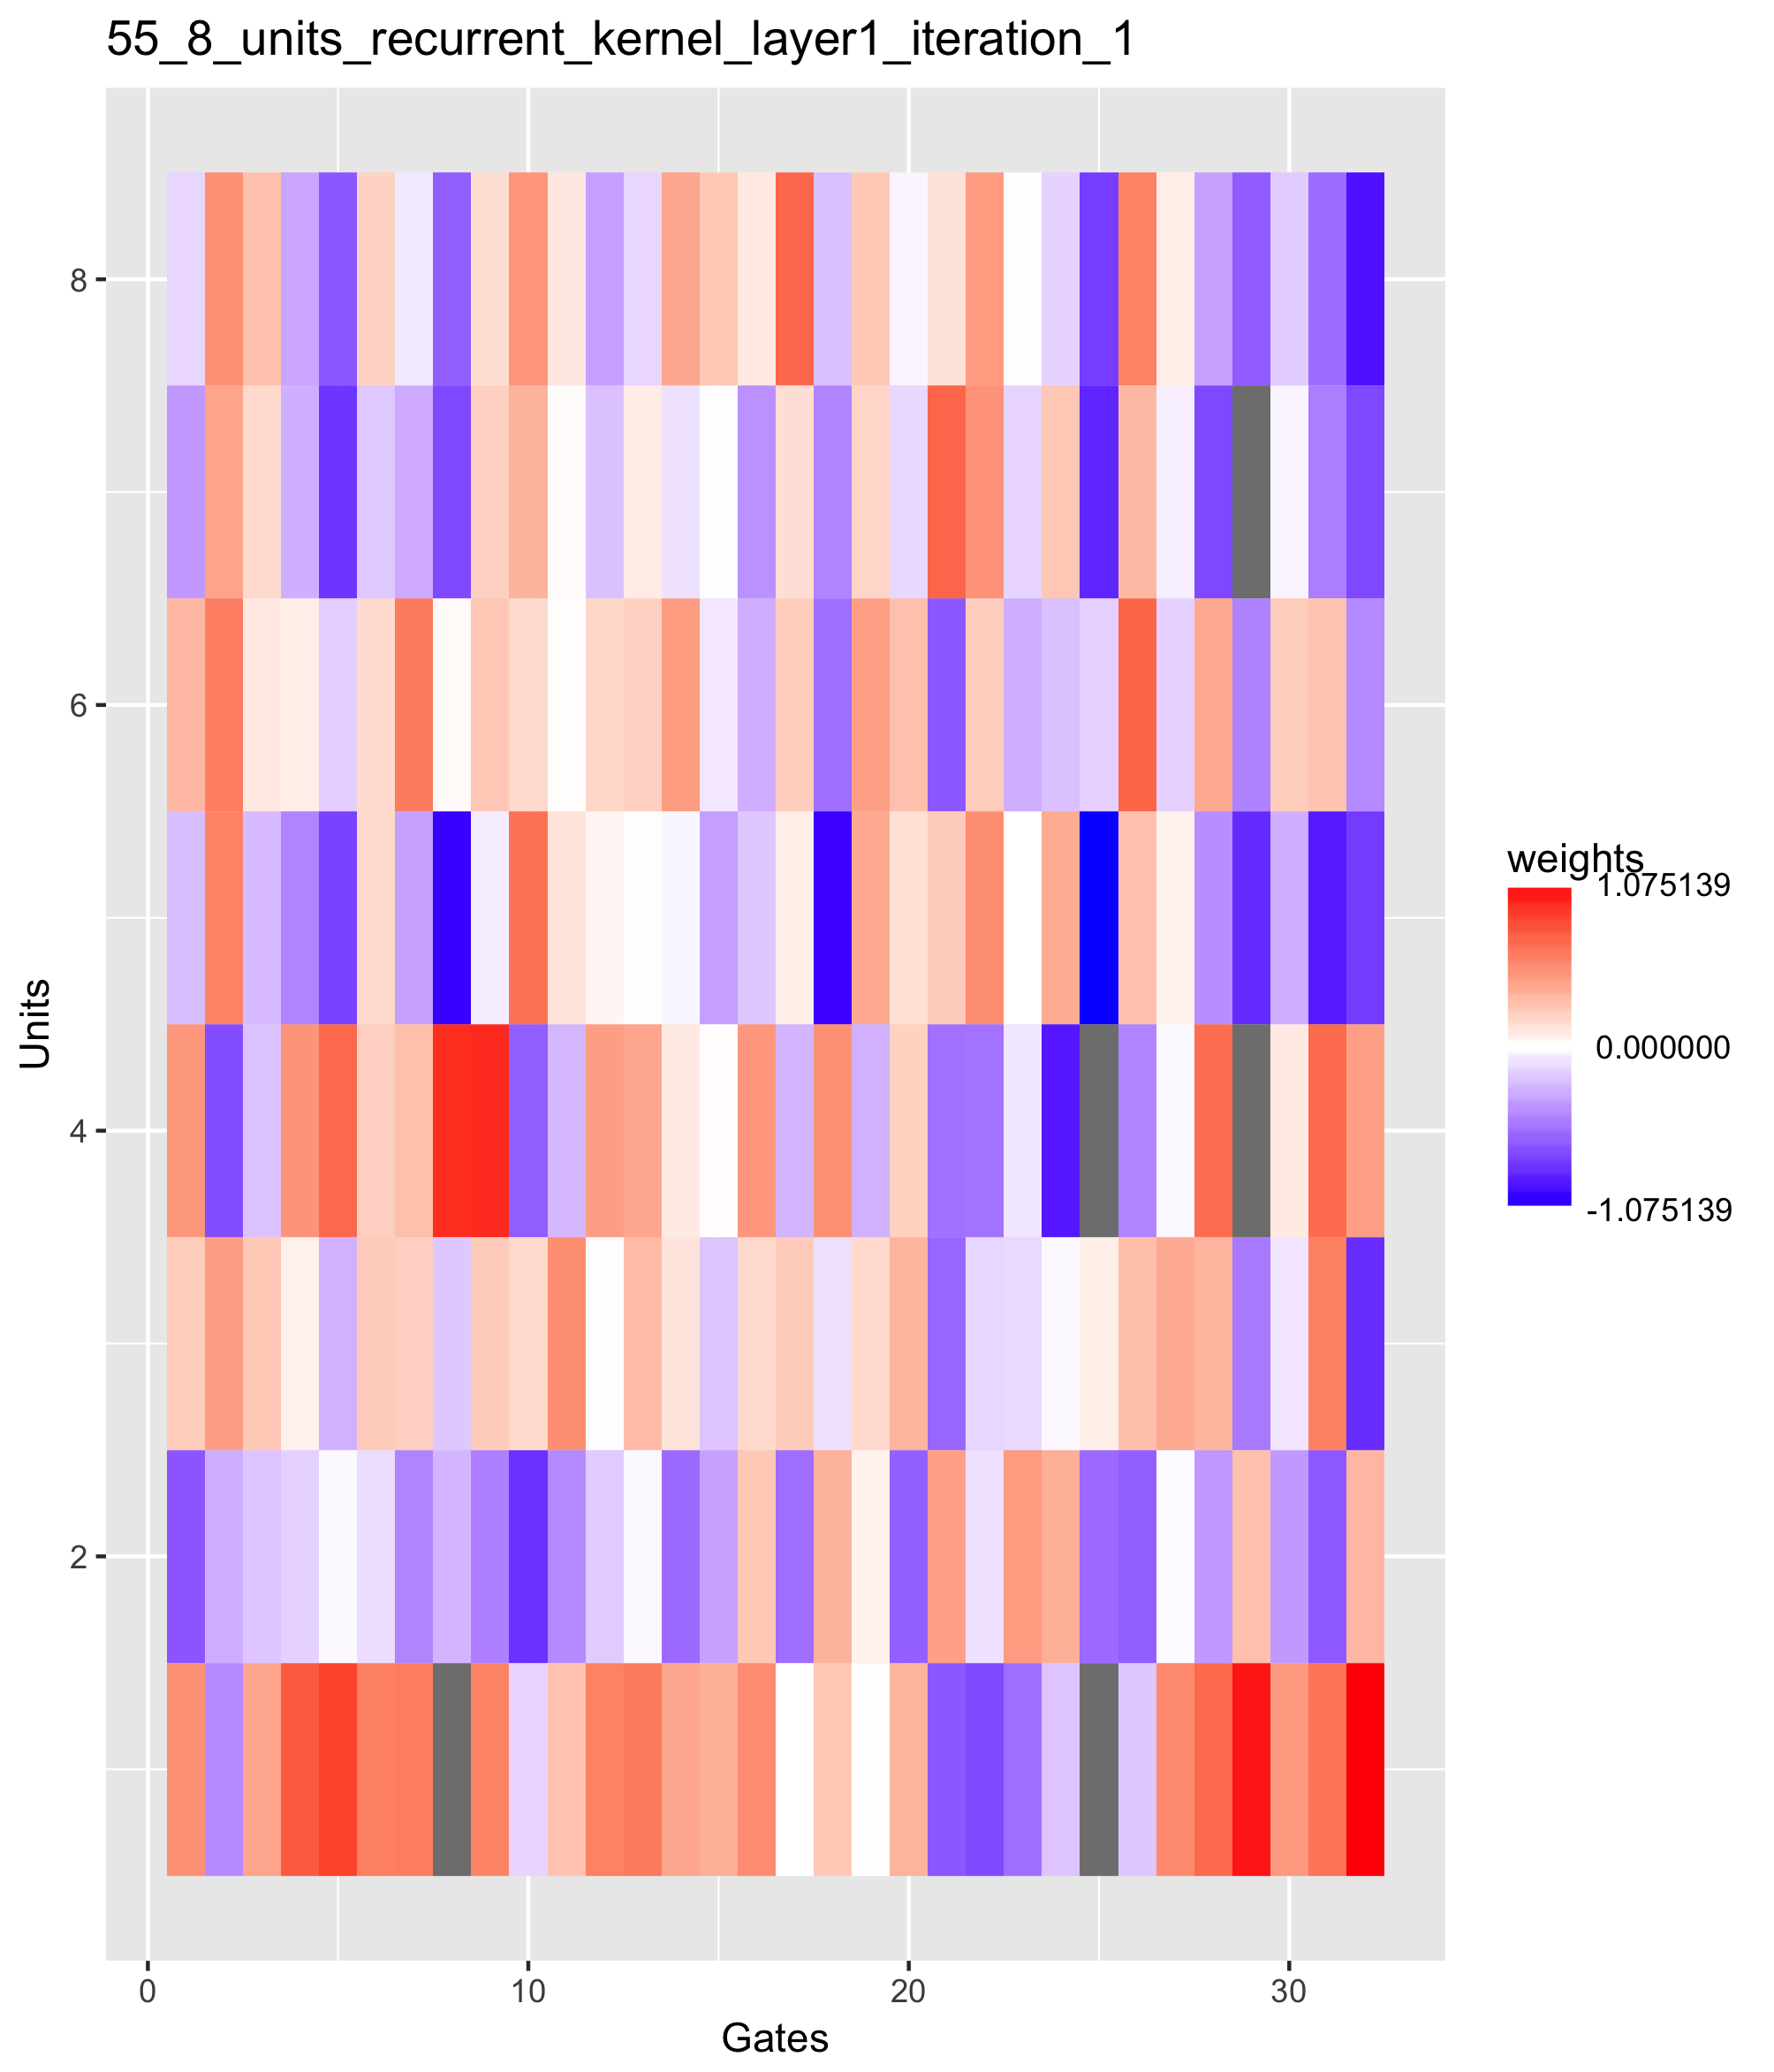 55_8_units_recurrent_kernel_layer1_iteration_1
8
6
4
2
Units
0 10 20 30
Gates
weights
1.075139
0.000000
-1.075139